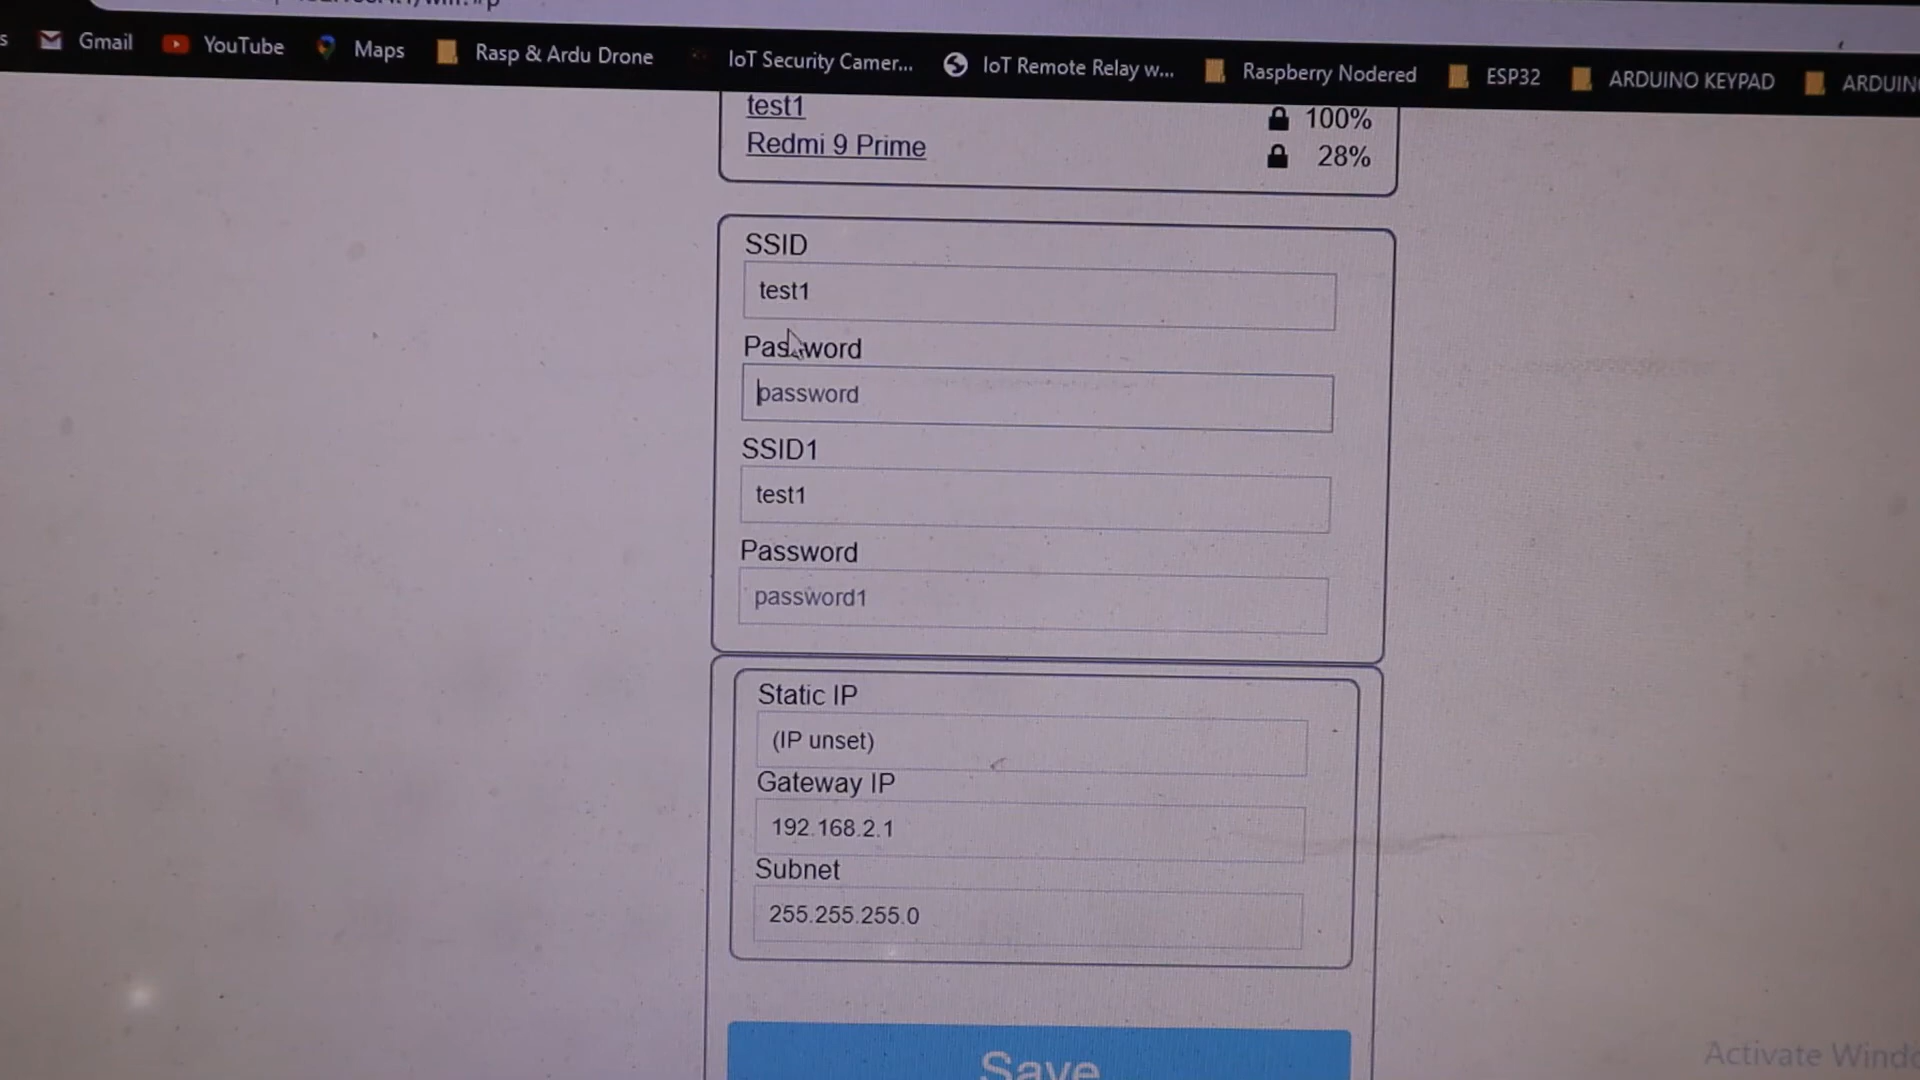 Gmail YouTube Maps Rasp & Ardu Drone IoT Security Camer... IoT Remote Relay w... Raspberry Nodered ESP32 ARDUINO KEYPAD
test1 100%
Redmi 9 Prime 28%
SSID
test1
Password
password
SSID1
test1
Password
password1
Static IP
(IP unset)
Gateway IP
192.168.2.1
Subnet
255.255.255.0
Save
Activate